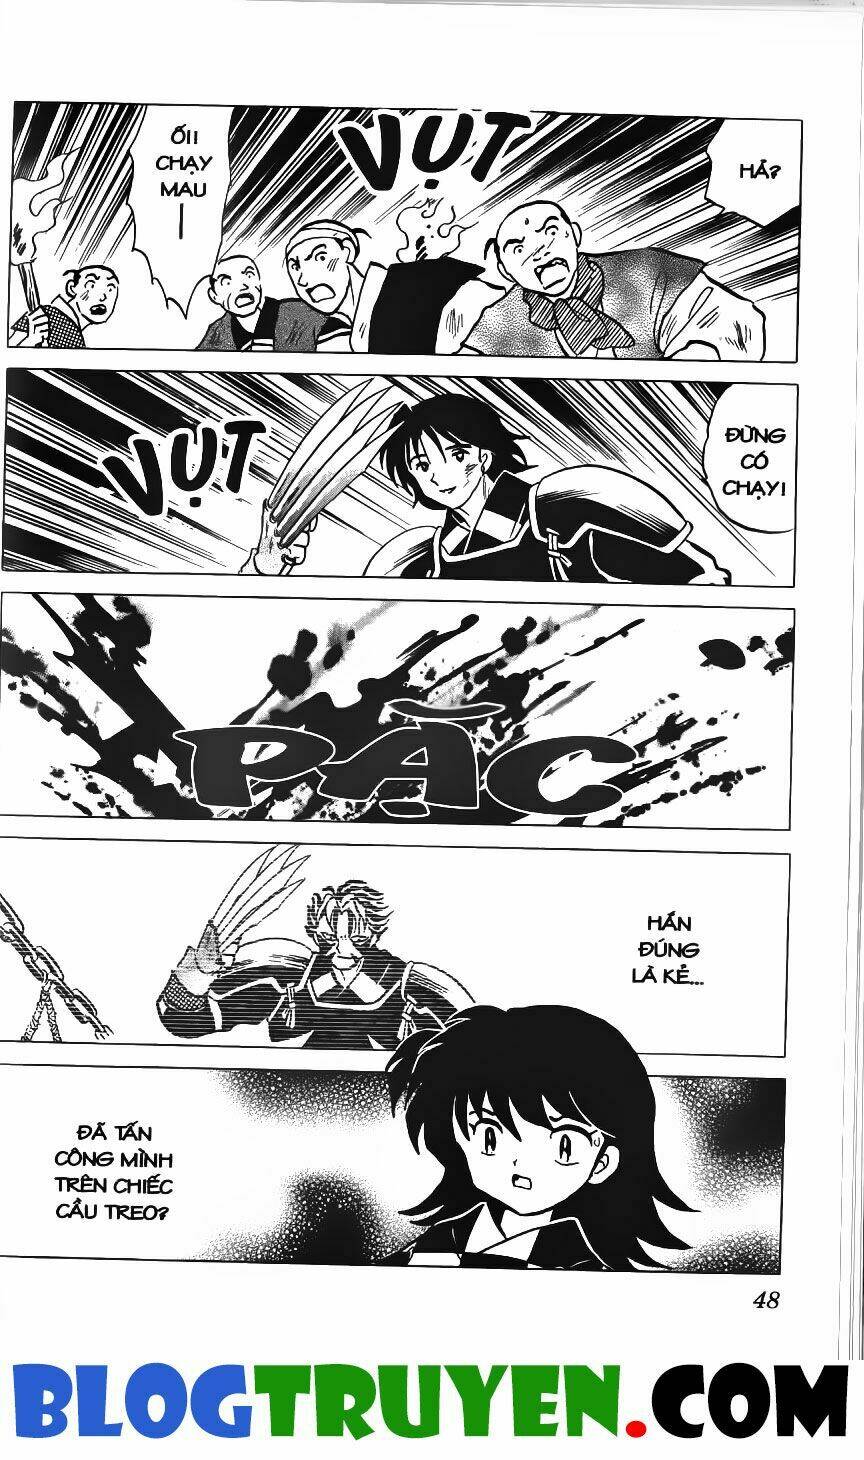 HẢ?
VỤT
ỐI!
CHẠY
MAU
ĐỪNG
CÓ
CHẠY!
VỤT
PẶC
HẮN
ĐÚNG
LÀ KẺ...
ĐÃ TẤN
CÔNG MÌNH
TRÊN CHIẾC
CẦU TREO?
48
BLOGTRUYEN.COM